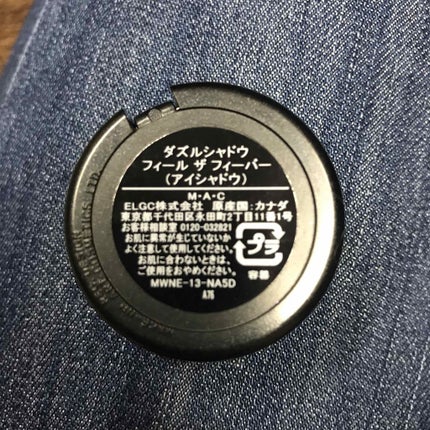 ダズルシャドウ
フィール ザ フィーバー
(アイシャドウ)
M・A・C
ELGC株式会社 原産国:カナダ
東京都千代田区永田町2丁目11番1号
お客様相談室 0120-032821
お肌に異常が生じていないか
よく注意して使用してください。
お肌に合わないときは、
ご使用をおやめください。
プラ
容器
MWNE-13-NA5D
A76